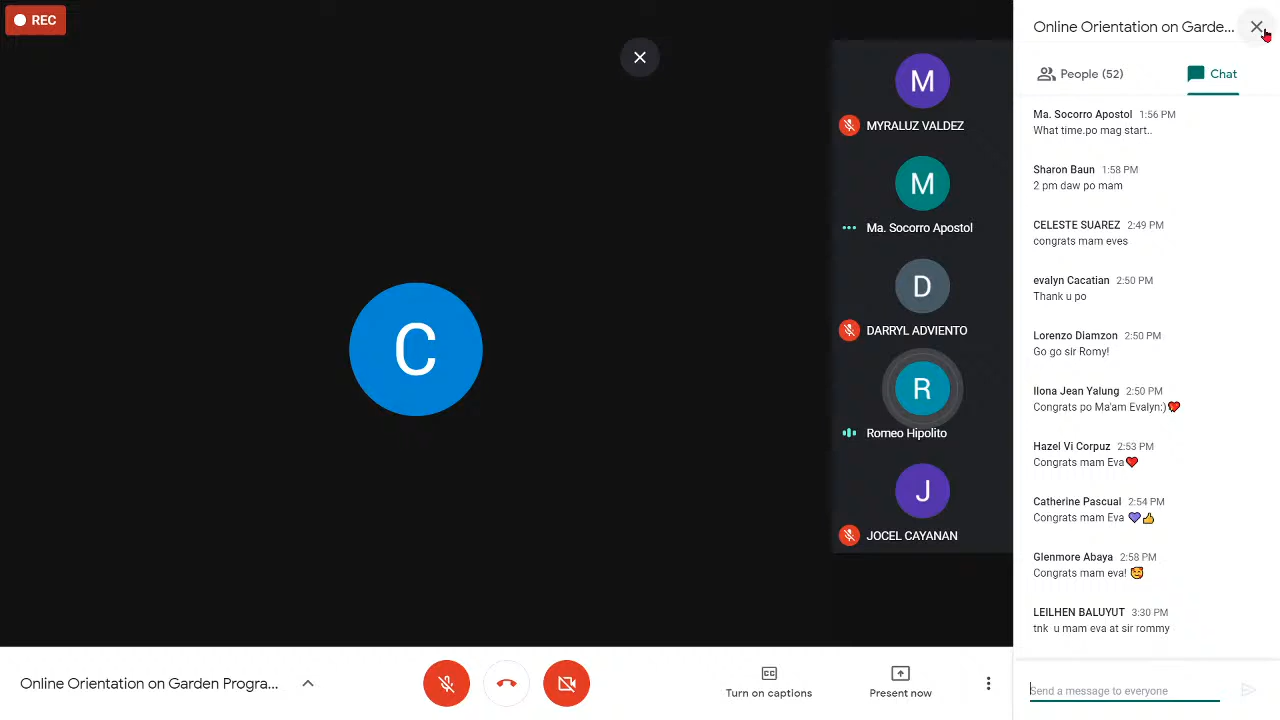 REC
C
M
MYRALUZ VALDEZ
M
Ma. Socorro Apostol
D
DARRYL ADVIENTO
R
Romeo Hipolito
J
JOCEL CAYANAN
Online Orientation on Garde...
People (52)
Chat
Ma. Socorro Apostol 1:56 PM
What time.po mag start..
Sharon Baun 1:58 PM
2 pm daw po mam
CELESTE SUAREZ 2:49 PM
congrats mam eves
evalyn Cacatian 2:50 PM
Thank u po
Lorenzo Diamzon 2:50 PM
Go go sir Romy!
Ilona Jean Yalung 2:50 PM
Congrats po Ma'am Evalyn:)❤️
Hazel Vi Corpuz 2:53 PM
Congrats mam Eva❤️
Catherine Pascual 2:54 PM
Congrats mam Eva 💜👍
Glenmore Abaya 2:58 PM
Congrats mam eva! 🥰
LEILHEN BALUYUT 3:30 PM
tnk u mam eva at sir rommy
Send a message to everyone
Online Orientation on Garden Progra...
CC
Turn on captions
Present now